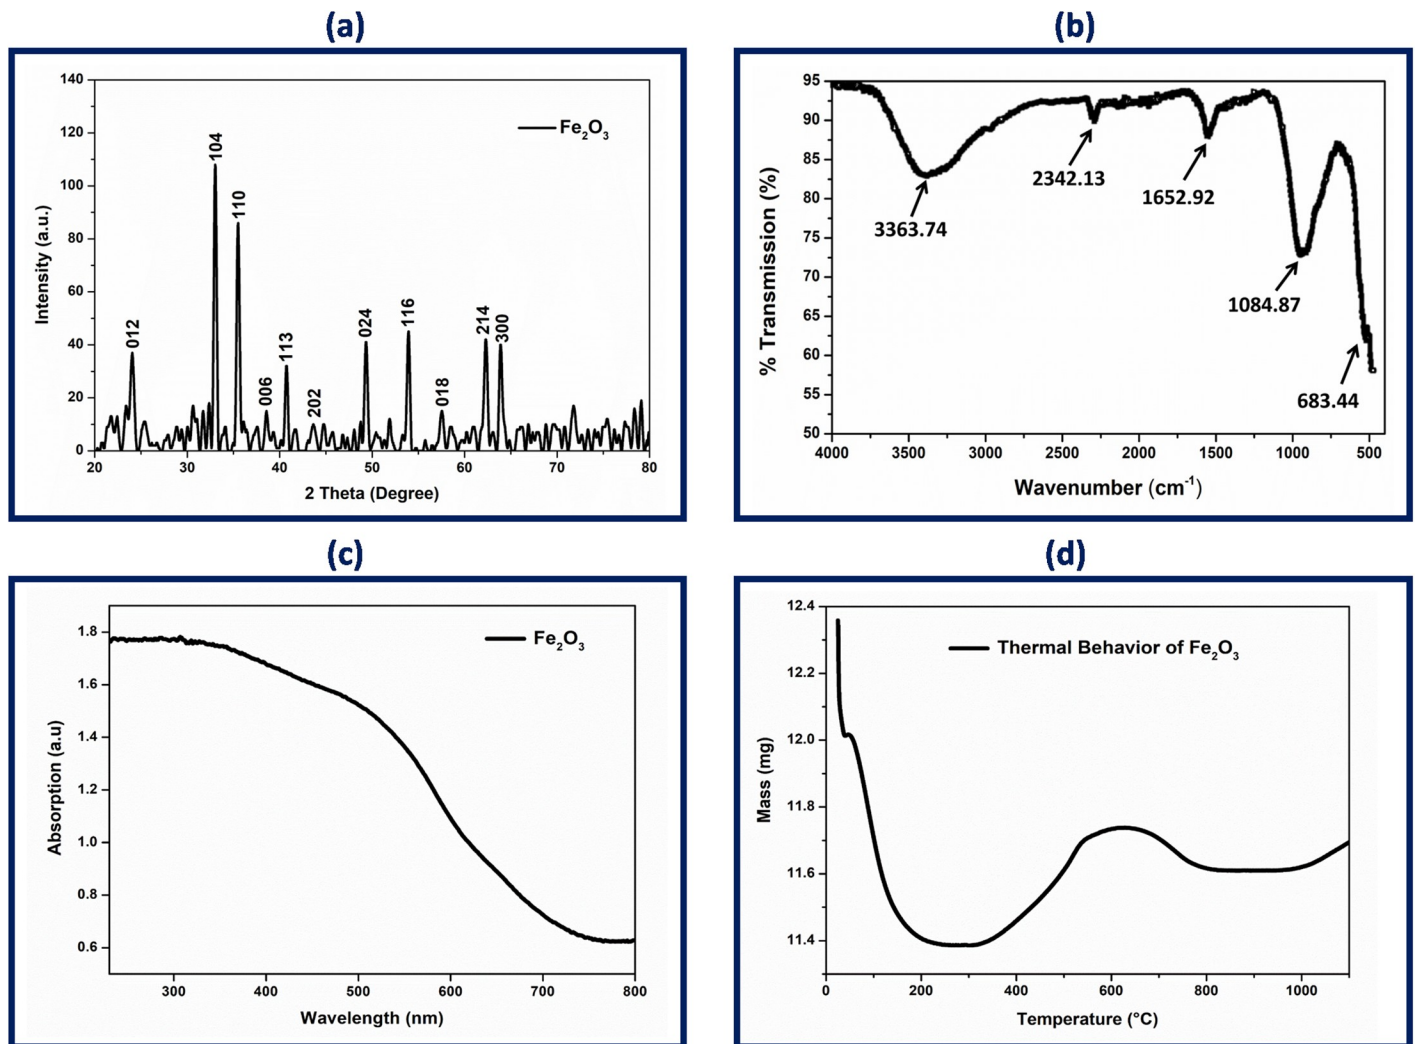 (a)
140
120
100
80
60
40
20
0
Intensity (a.u.)
Fe₂O₃
012
104
110
006
113
202
024
116
018
214
300
20 30 40 50 60 70 80
2 Theta (Degree)
(b)
95
90
85
80
75
70
65
60
55
50
% Transmission (%)
3363.74
2342.13
1652.92
1084.87
683.44
4000 3500 3000 2500 2000 1500 1000 500
Wavenumber (cm⁻¹)
(c)
1.8
1.6
1.4
1.2
1.0
0.8
0.6
Absorption (a.u)
Fe₂O₃
300 400 500 600 700 800
Wavelength (nm)
(d)
12.4
12.2
12.0
11.8
11.6
11.4
Mass (mg)
Thermal Behavior of Fe₂O₃
0 200 400 600 800 1000
Temperature (°C)